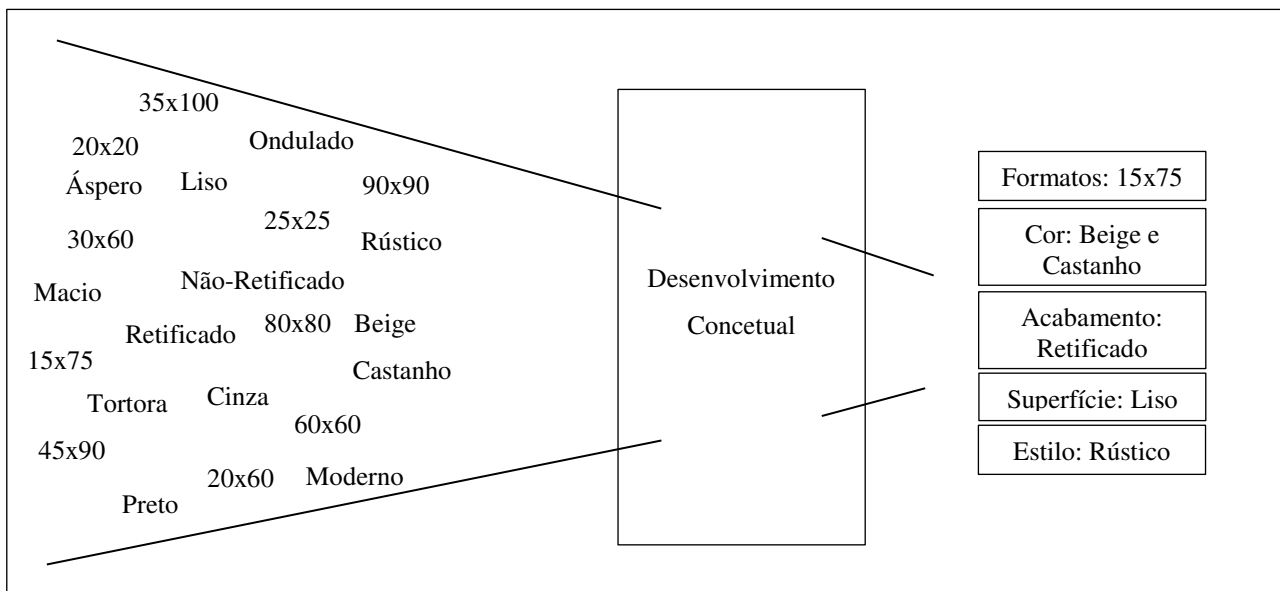 35x100
20x20
Ondulado
Áspero
Liso
90x90
25x25
30x60
Rústico
Não-Retificado
Macio
Retificado
80x80
Beige
15x75
Castanho
Tortora
Cinza
60x60
45x90
20x60
Moderno
Preto
Desenvolvimento
Concetual
Formatos: 15x75
Cor: Beige e
Castanho
Acabamento:
Retificado
Superfície: Liso
Estilo: Rústico